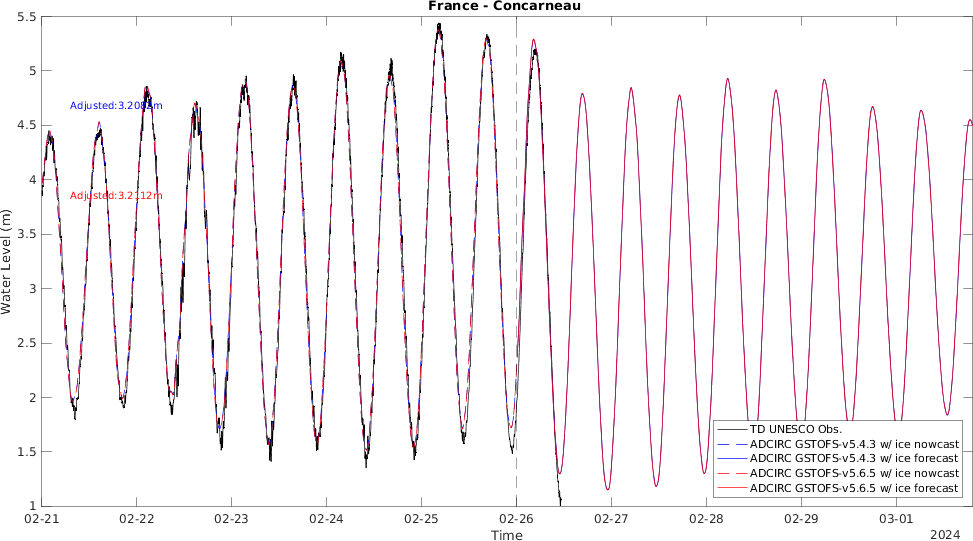 France - Concarneau
5.5
5
4.5
4
3.5
3
2.5
2
1.5
1
Water Level (m)
Adjusted:3.2082m
Adjusted:3.2112m
TD UNESCO Obs.
ADCIRC GSTOFS-v5.4.3 w/ ice nowcast
ADCIRC GSTOFS-v5.4.3 w/ ice forecast
ADCIRC GSTOFS-v5.6.5 w/ ice nowcast
ADCIRC GSTOFS-v5.6.5 w/ ice forecast
02-21 02-22 02-23 02-24 02-25 02-26 02-27 02-28 02-29 03-01
Time
2024